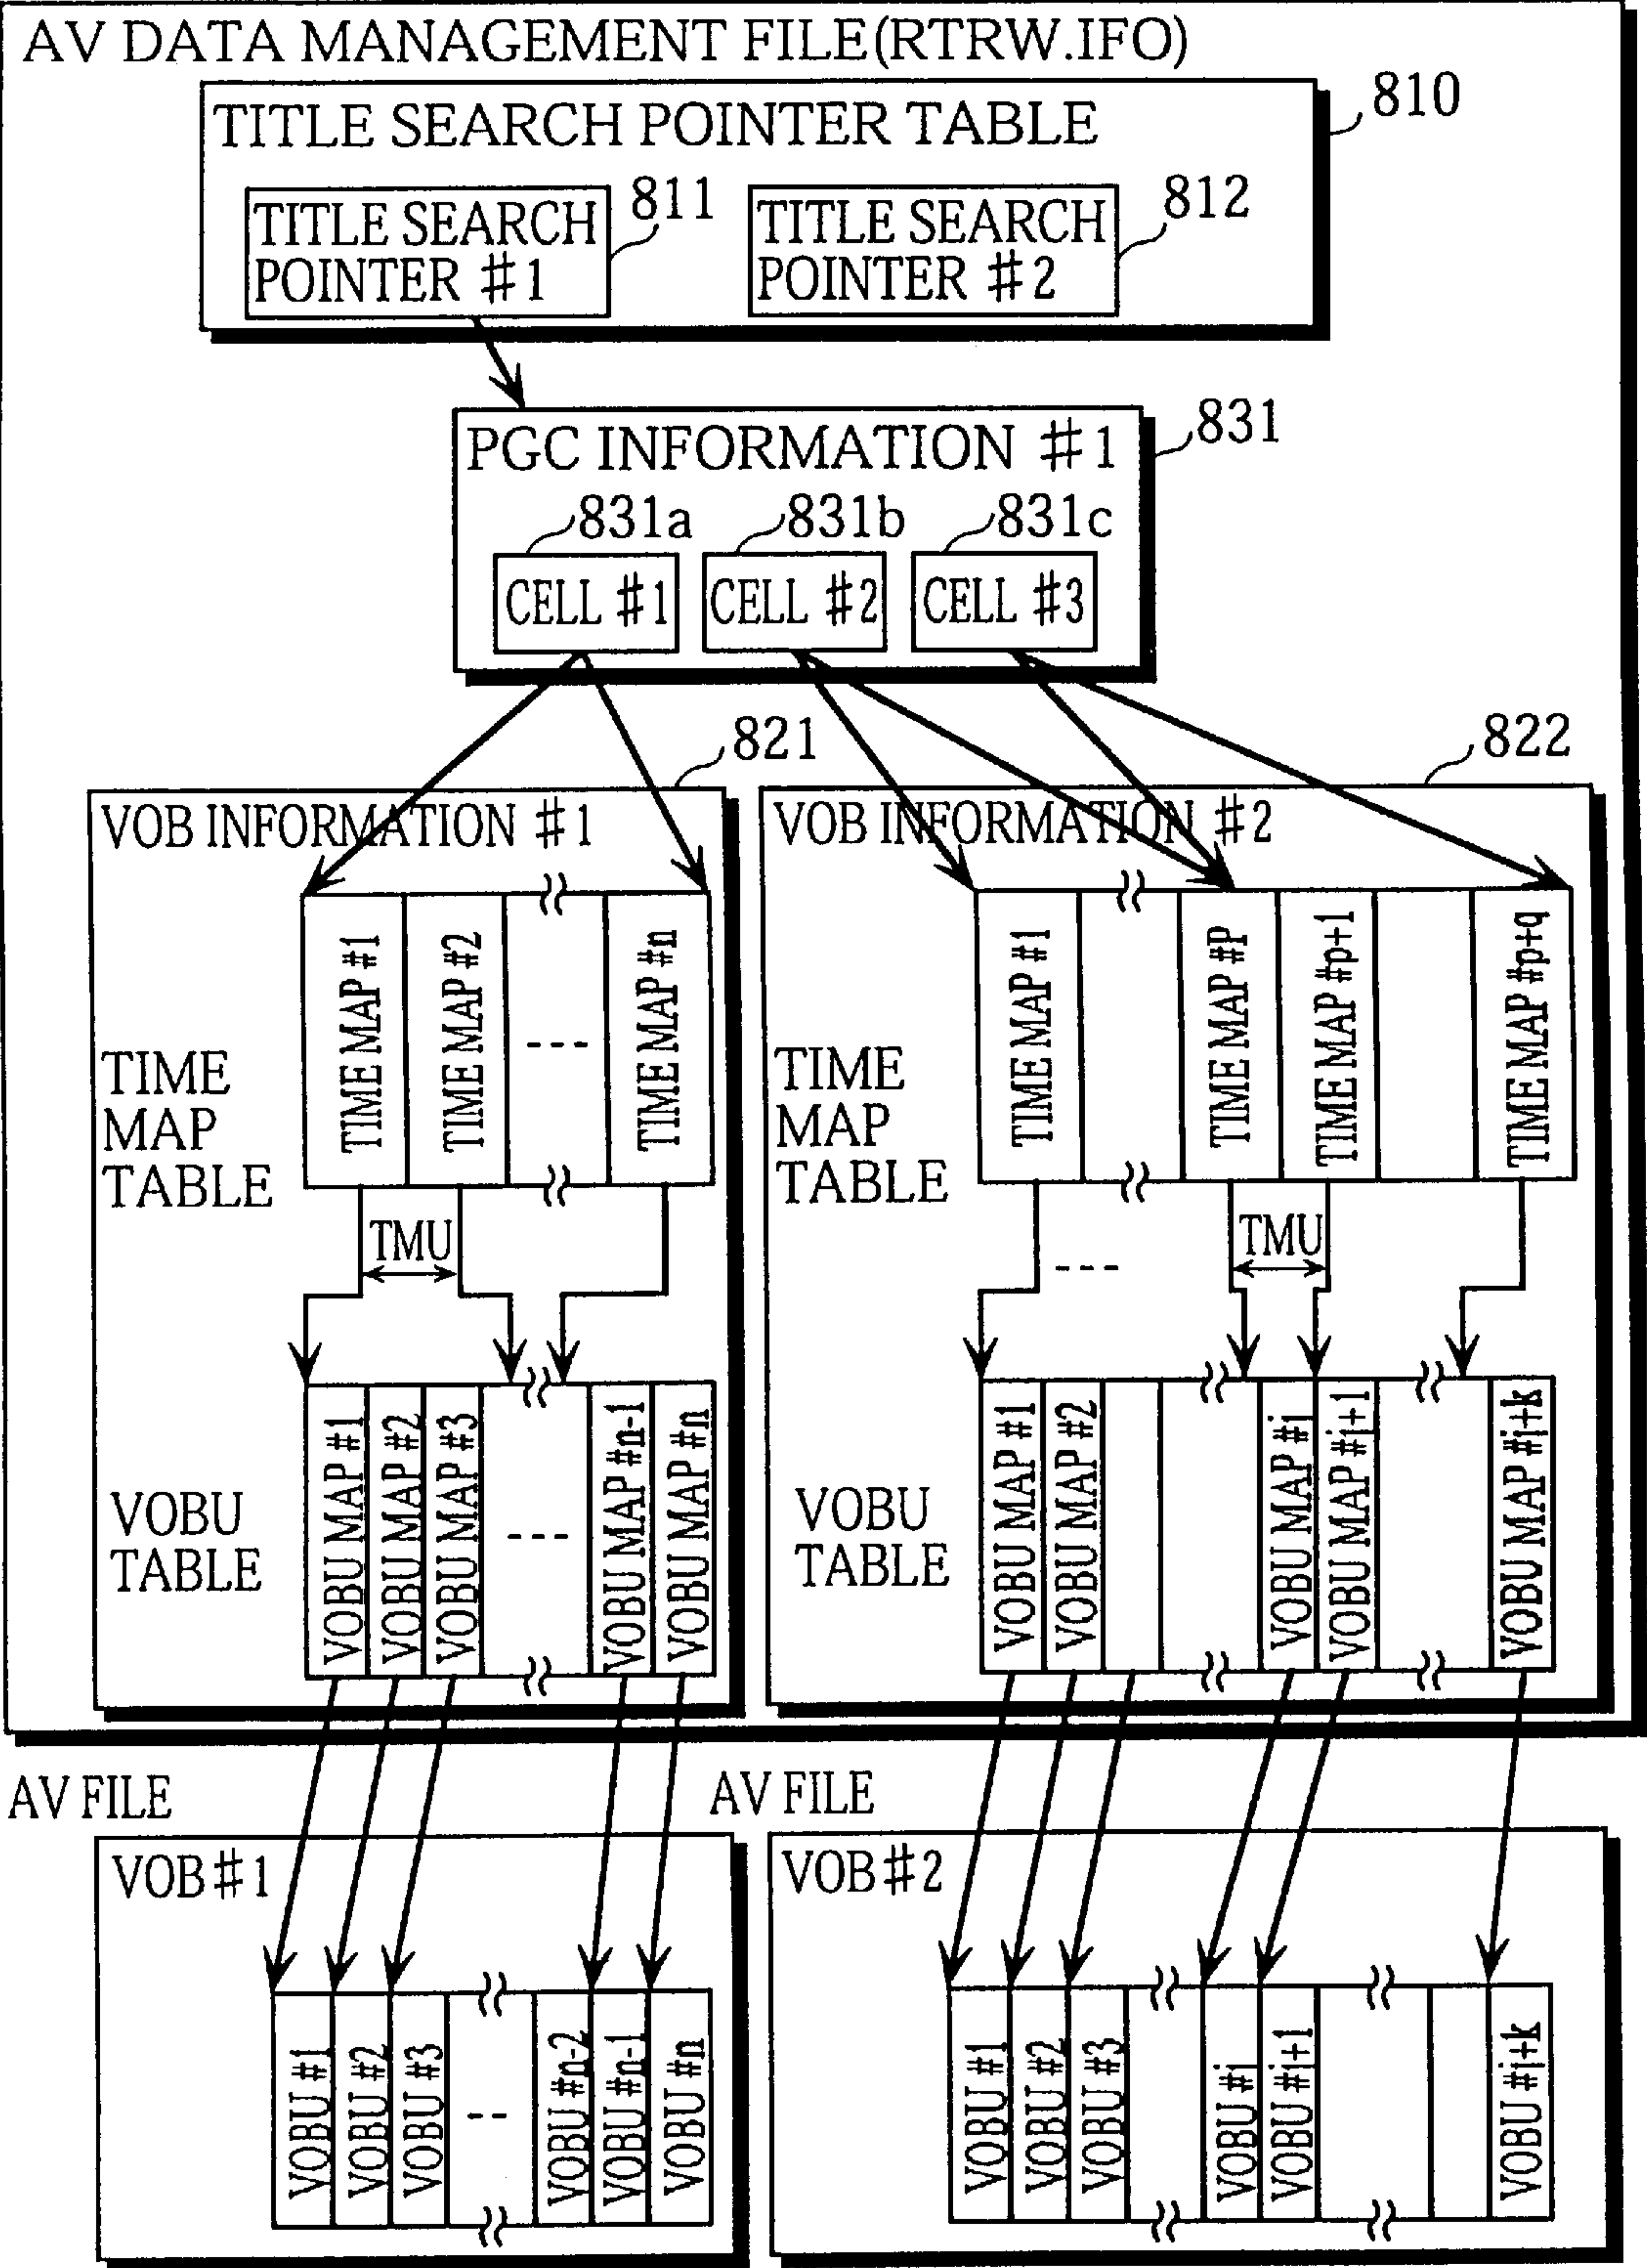 AV DATA MANAGEMENT FILE(RTRW.IFO)
810
TITLE SEARCH POINTER TABLE
811
812
TITLE SEARCH
POINTER #1
TITLE SEARCH
POINTER #2
831
PGC INFORMATION #1
831a
831b
831c
CELL #1
CELL #2
CELL #3
821
822
VOB INFORMATION #1
VOB INFORMATION #2
TIME
MAP
TABLE
TIME MAP #1
TIME MAP #2
---
TIME MAP #n
TIME
MAP
TABLE
TIME MAP #1
TIME MAP #P
TIME MAP #p+1
TIME MAP #p+q
TMU
---
TMU
VOBU
TABLE
VOBU MAP #1
VOBU MAP #2
VOBU MAP #3
---
VOBU MAP #n-1
VOBU MAP #n
VOBU
TABLE
VOBU MAP #1
VOBU MAP #2
VOBU MAP #i
VOBU MAP #i+1
VOBU MAP #i+k
AV FILE
AV FILE
VOB #1
VOB #2
VOBU #1
VOBU #2
VOBU #3
--
VOBU #n-2
VOBU #n-1
VOBU #n
VOBU #1
VOBU #2
VOBU #3
VOBU #i
VOBU #i+1
VOBU #i+k